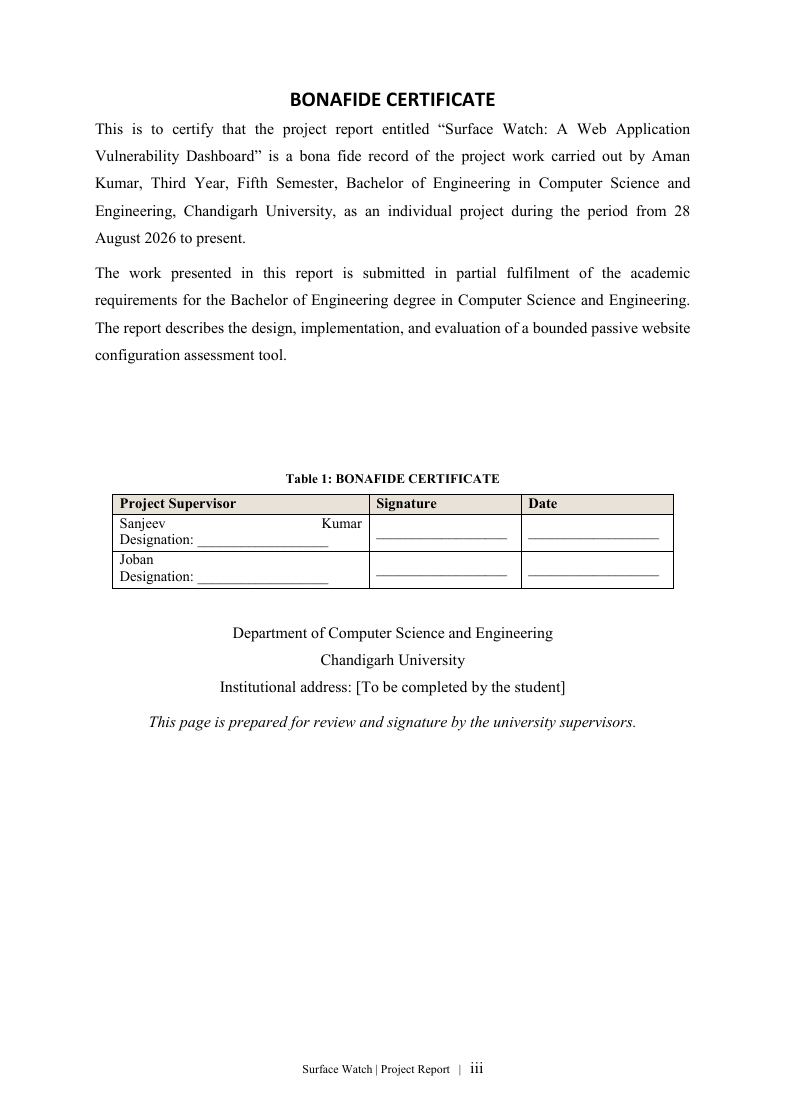 BONAFIDE CERTIFICATE
This is to certify that the project report entitled “Surface Watch: A Web Application
Vulnerability Dashboard” is a bona fide record of the project work carried out by Aman
Kumar, Third Year, Fifth Semester, Bachelor of Engineering in Computer Science and
Engineering, Chandigarh University, as an individual project during the period from 28
August 2026 to present.
The work presented in this report is submitted in partial fulfilment of the academic
requirements for the Bachelor of Engineering degree in Computer Science and Engineering.
The report describes the design, implementation, and evaluation of a bounded passive website
configuration assessment tool.
Table 1: BONAFIDE CERTIFICATE
Project Supervisor Signature Date
Sanjeev Kumar
Designation: __________________ __________________ __________________
Joban
Designation: __________________ __________________ __________________
Department of Computer Science and Engineering
Chandigarh University
Institutional address: [To be completed by the student]
This page is prepared for review and signature by the university supervisors.
Surface Watch | Project Report | iii